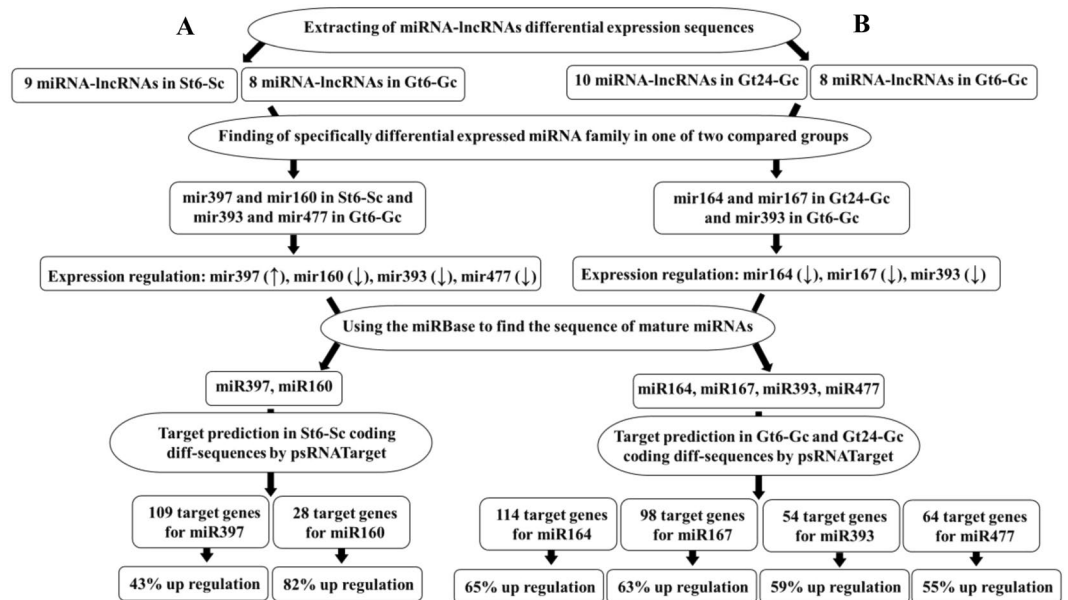 A
B
Extracting of miRNA-lncRNAs differential expression sequences
9 miRNA-lncRNAs in St6-Sc
8 miRNA-lncRNAs in Gt6-Gc
10 miRNA-lncRNAs in Gt24-Gc
8 miRNA-lncRNAs in Gt6-Gc
Finding of specifically differential expressed miRNA family in one of two compared groups
mir397 and mir160 in St6-Sc and
mir393 and mir477 in Gt6-Gc
mir164 and mir167 in Gt24-Gc
and mir393 in Gt6-Gc
Expression regulation: mir397 (↑), mir160 (↓), mir393 (↓), mir477 (↓)
Expression regulation: mir164 (↓), mir167 (↓), mir393 (↓)
Using the miRBase to find the sequence of mature miRNAs
miR397, miR160
miR164, miR167, miR393, miR477
Target prediction in St6-Sc coding
diff-sequences by psRNATarget
Target prediction in Gt6-Gc and Gt24-Gc
coding diff-sequences by psRNATarget
109 target genes
for miR397
28 target genes
for miR160
114 target genes
for miR164
98 target genes
for miR167
54 target genes
for miR393
64 target genes
for miR477
43% up regulation
82% up regulation
65% up regulation
63% up regulation
59% up regulation
55% up regulation